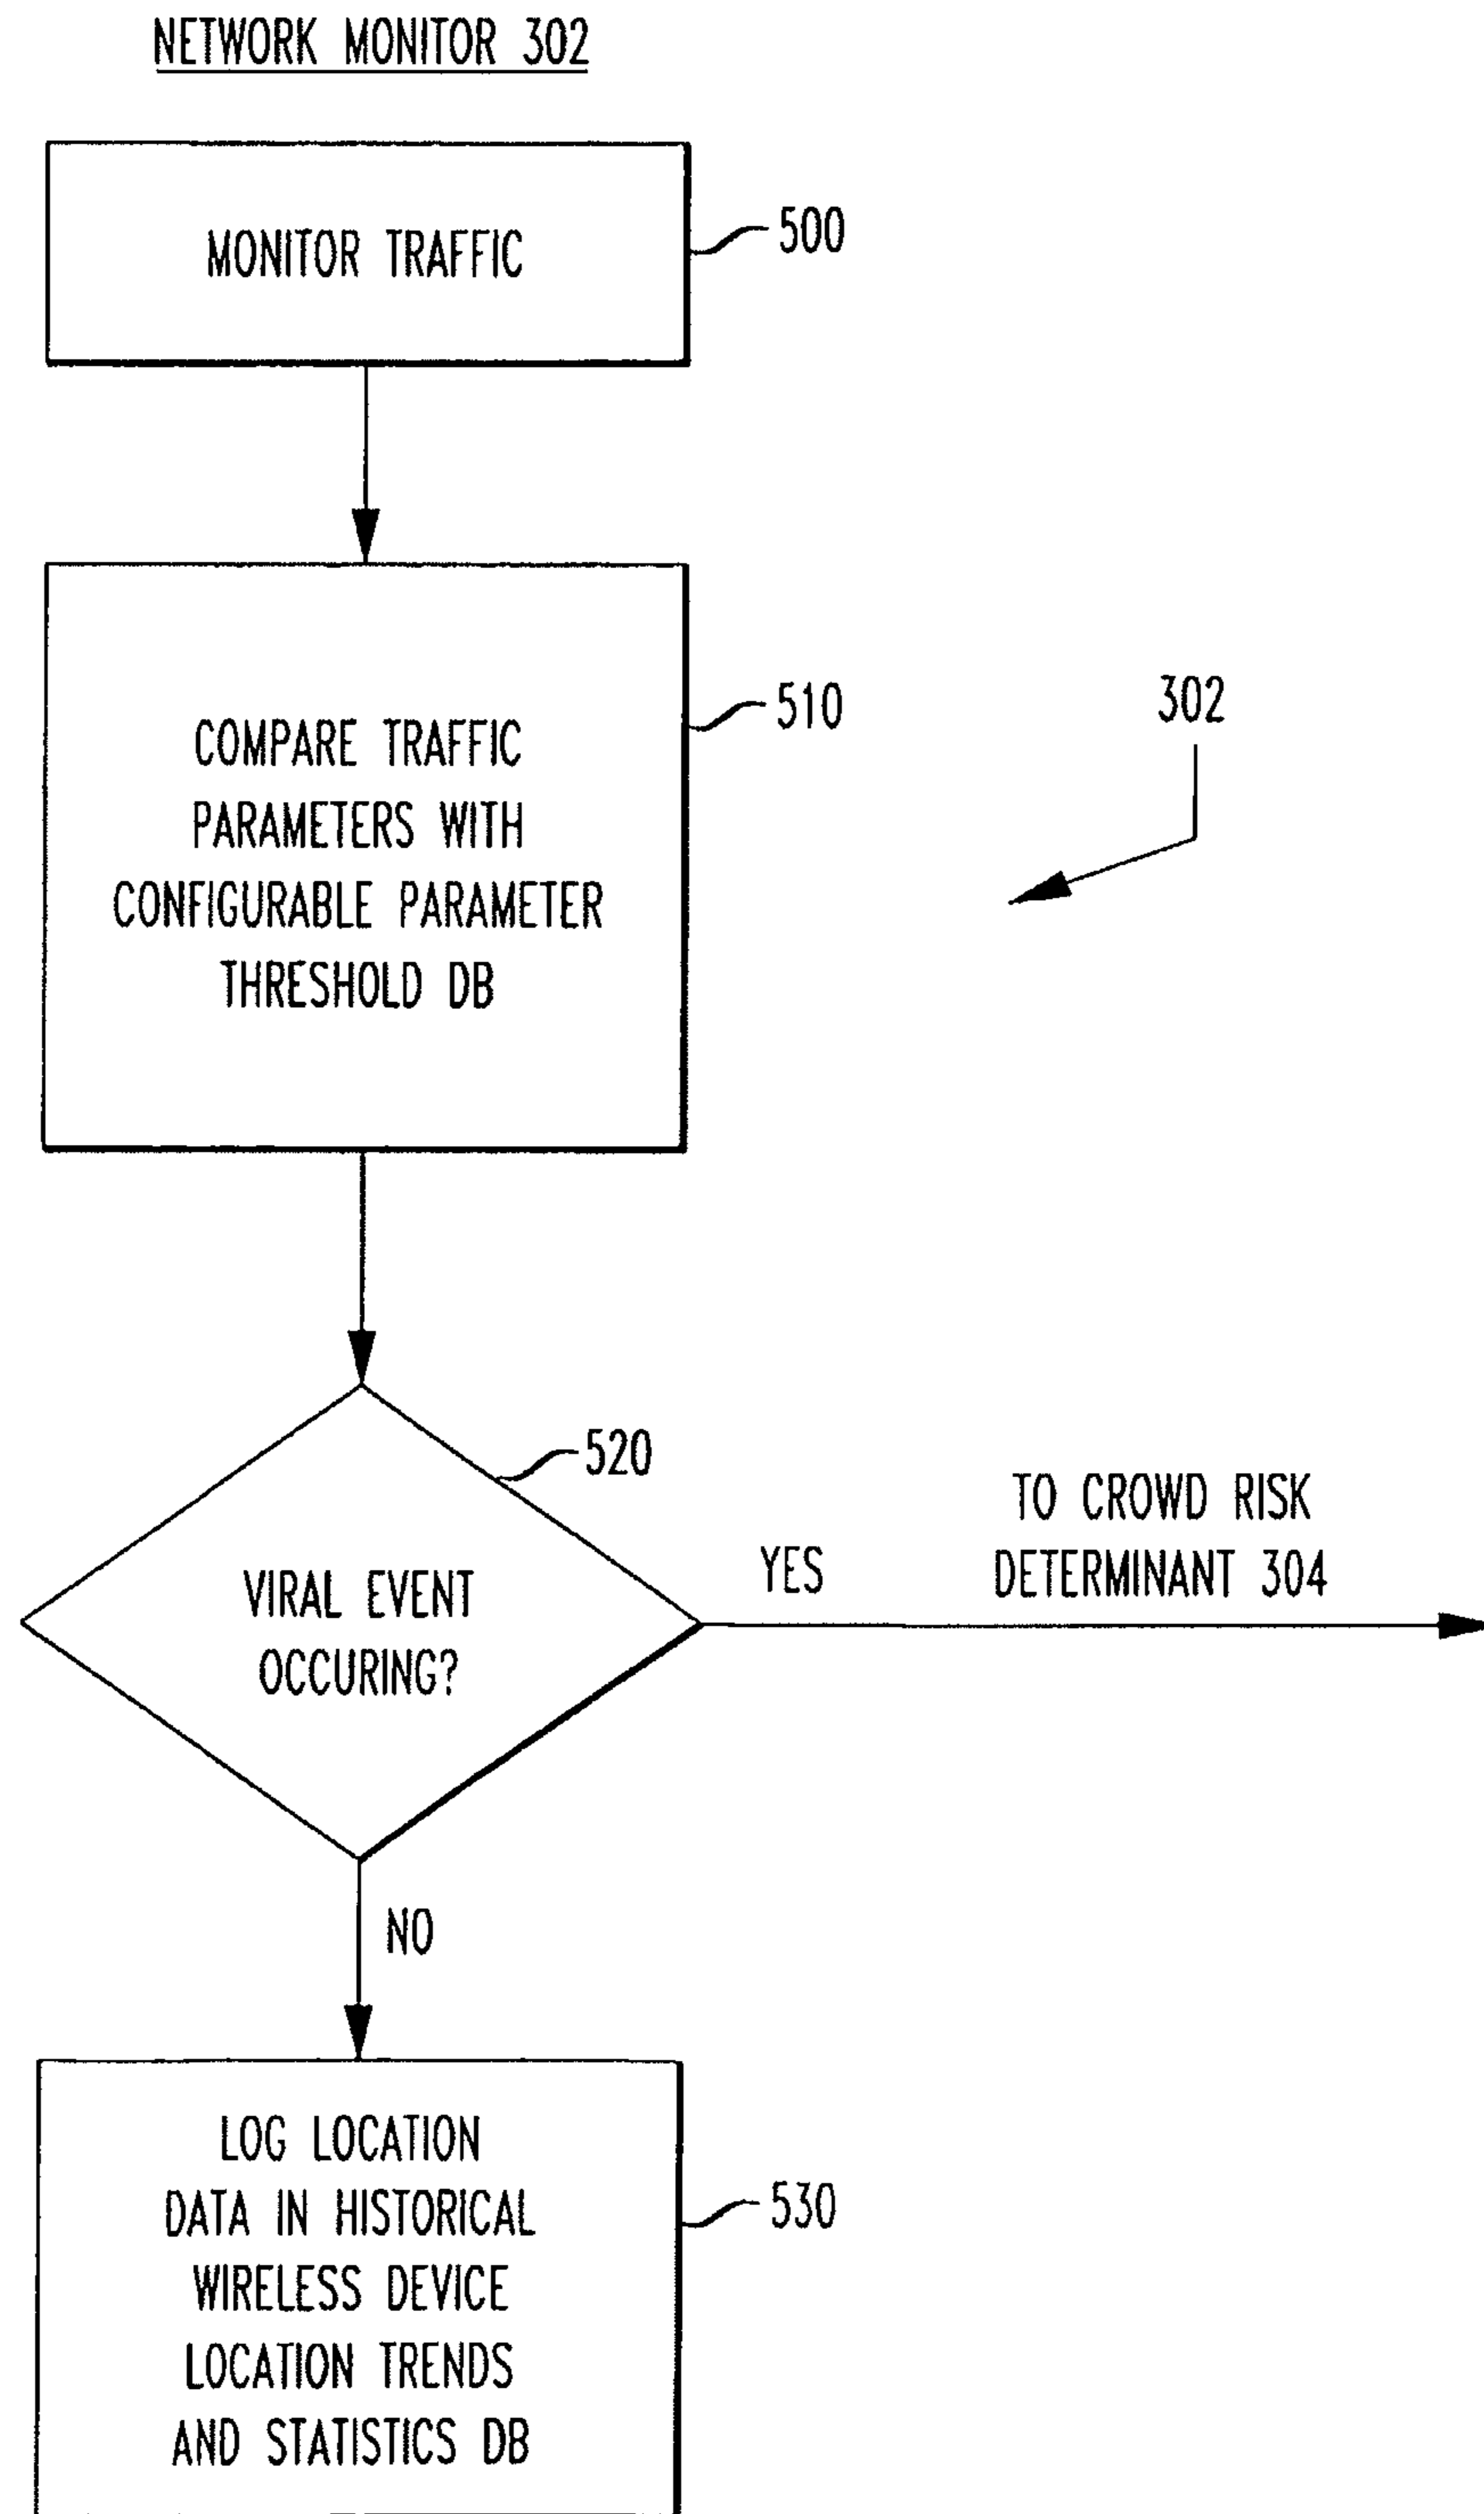 NETWORK MONITOR 302
MONITOR TRAFFIC
500
COMPARE TRAFFIC
PARAMETERS WITH
CONFIGURABLE PARAMETER
THRESHOLD DB
510
302
VIRAL EVENT
OCCURING?
520
YES
TO CROWD RISK
DETERMINANT 304
NO
LOG LOCATION
DATA IN HISTORICAL
WIRELESS DEVICE
LOCATION TRENDS
AND STATISTICS DB
530